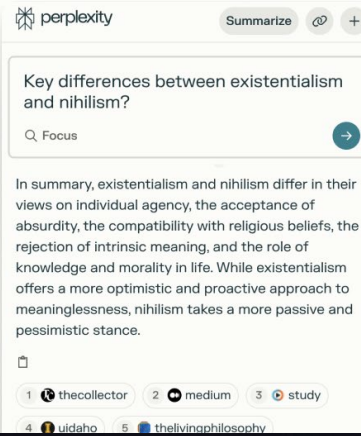 perplexity
Summarize
Key differences between existentialism
and nihilism?
Focus
In summary, existentialism and nihilism differ in their
views on individual agency, the acceptance of
absurdity, the compatibility with religious beliefs, the
rejection of intrinsic meaning, and the role of
knowledge and morality in life. While existentialism
offers a more optimistic and proactive approach to
meaninglessness, nihilism takes a more passive and
pessimistic stance.
1 thecollector 2 medium 3 study
4 uidaho 5 thelivingphilosophy